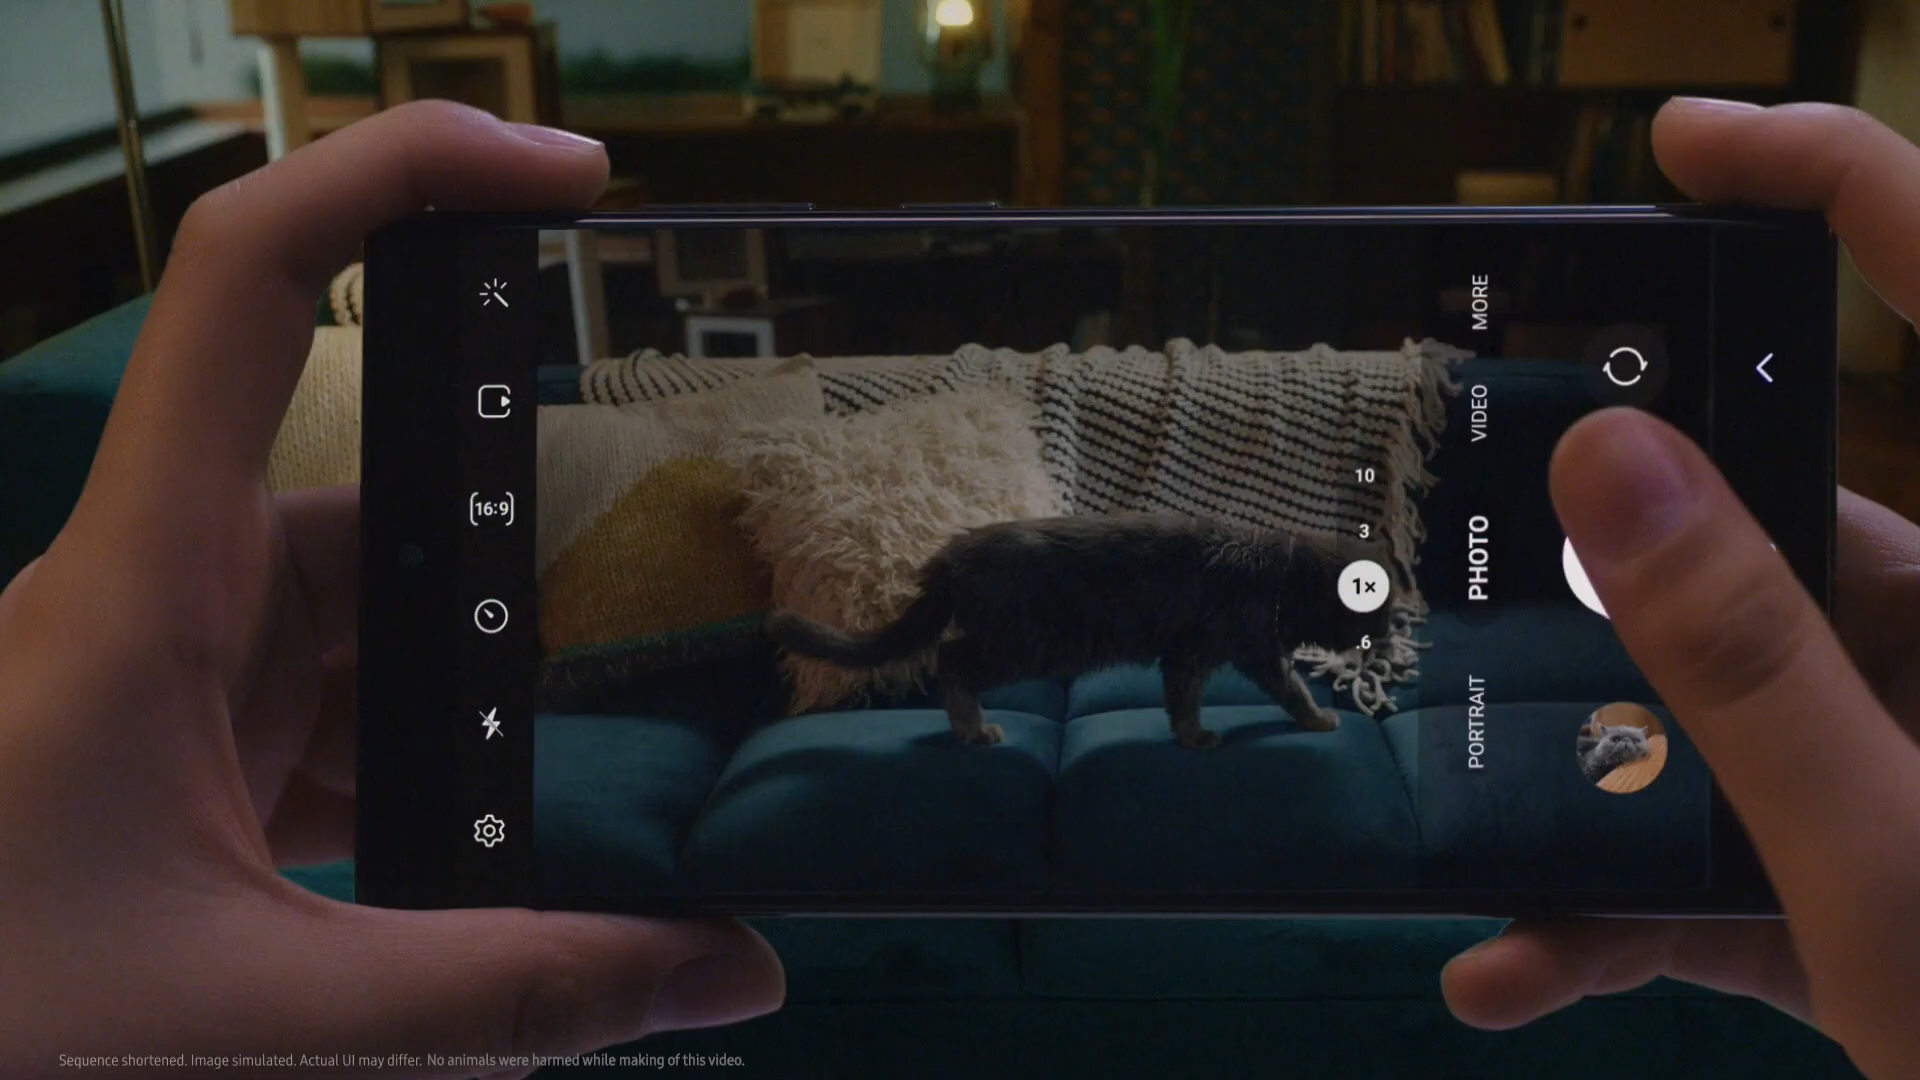 [16:9]
MORE
VIDEO
PHOTO
PORTRAIT
10
3
1×
.6
Sequence shortened. Image simulated. Actual UI may differ. No animals were harmed while making of this video.